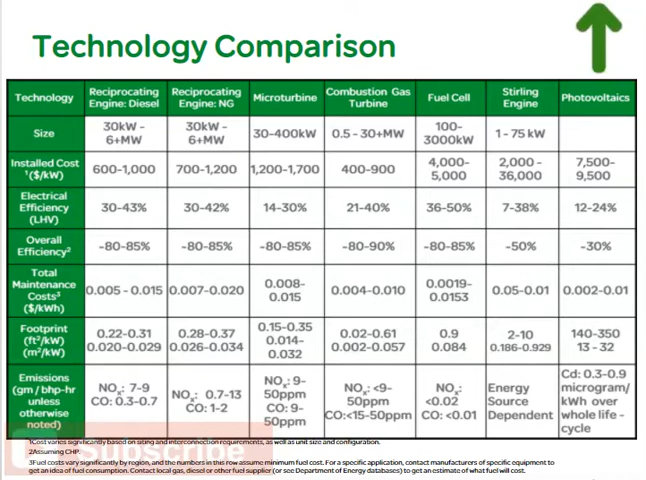 Technology Comparison
Technology
Reciprocating
Engine: Diesel
Reciprocating
Engine: NG
Microturbine
Combustion Gas
Turbine
Fuel Cell
Stirling
Engine
Photovoltaics
Size
30kW -
6+MW
30kW -
6+MW
30-400kW
0.5 - 30+MW
100-
3000kW
1 - 75 kW
Installed Cost
¹($/kW)
600-1,000
700-1,200
1,200-1,700
400-900
4,000-
5,000
2,000 -
36,000
7,500-
9,500
Electrical
Efficiency
(LHV)
30-43%
30-42%
14-30%
21-40%
36-50%
7-38%
12-24%
Overall
Efficiency²
~80-85%
~80-85%
~80-85%
~80-90%
~80-85%
~50%
~30%
Total
Maintenance
Costs³
($/kWh)
0.005 - 0.015
0.007-0.020
0.008-
0.015
0.004-0.010
0.0019-
0.0153
0.05-0.01
0.002-0.01
Footprint
(ft²/kW)
(m²/kW)
0.22-0.31
0.020-0.029
0.28-0.37
0.026-0.034
0.15-0.35
0.014-
0.032
0.02-0.61
0.002-0.057
0.9
0.084
2-10
0.186-0.929
140-350
13 - 32
Emissions
(gm / bhp-hr
unless
otherwise
noted)
NOₓ: 7-9
CO: 0.3-0.7
NOₓ: 0.7-13
CO: 1-2
NOₓ: 9-
50ppm
CO: 9-
50ppm
NOₓ: <9-
50ppm
CO:<15-50ppm
NOₓ:
<0.02
CO: <0.01
Energy
Source
Dependent
Cd: 0.3-0.9
microgram/
kWh over
whole life -
cycle
1Cost varies significantly based on siting and interconnection requirements, as well as unit size and configuration.
2Assuming CHP.
3Fuel costs vary significantly by region, and the numbers in this row assume minimum fuel cost. For a specific application, contact manufacturers of specific equipment to
get an idea of fuel consumption. Contact local gas, diesel or other fuel supplier (or see Department of Energy databases) to get an estimate of what fuel will cost.
Subscribe